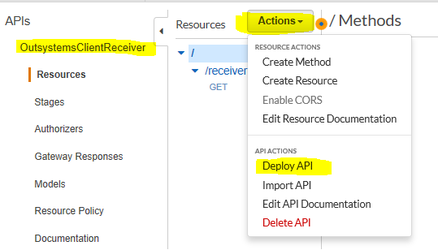 APIs
OutsystemsClientReceiver
Resources
Stages
Authorizers
Gateway Responses
Models
Resource Policy
Documentation
Resources
Actions
/ Methods
/
/receiver
GET
RESOURCE ACTIONS
Create Method
Create Resource
Enable CORS
Edit Resource Documentation
API ACTIONS
Deploy API
Import API
Edit API Documentation
Delete API